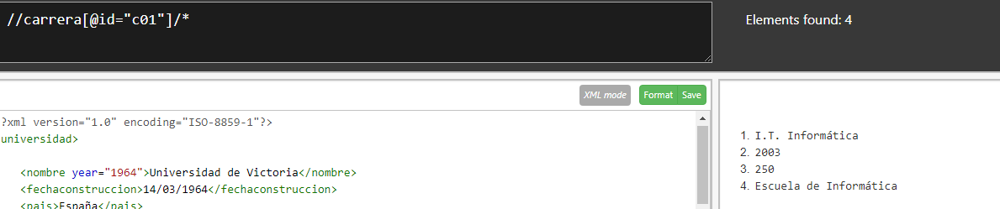 //carrera[@id="c01"]/*
Elements found: 4
XML mode
Format
Save
?xml version="1.0" encoding="ISO-8859-1"?>
universidad>
<nombre year="1964">Universidad de Victoria</nombre>
<fechaconstruccion>14/03/1964</fechaconstruccion>
<pais>España</pais>
1. I.T. Informática
2. 2003
3. 250
4. Escuela de Informática